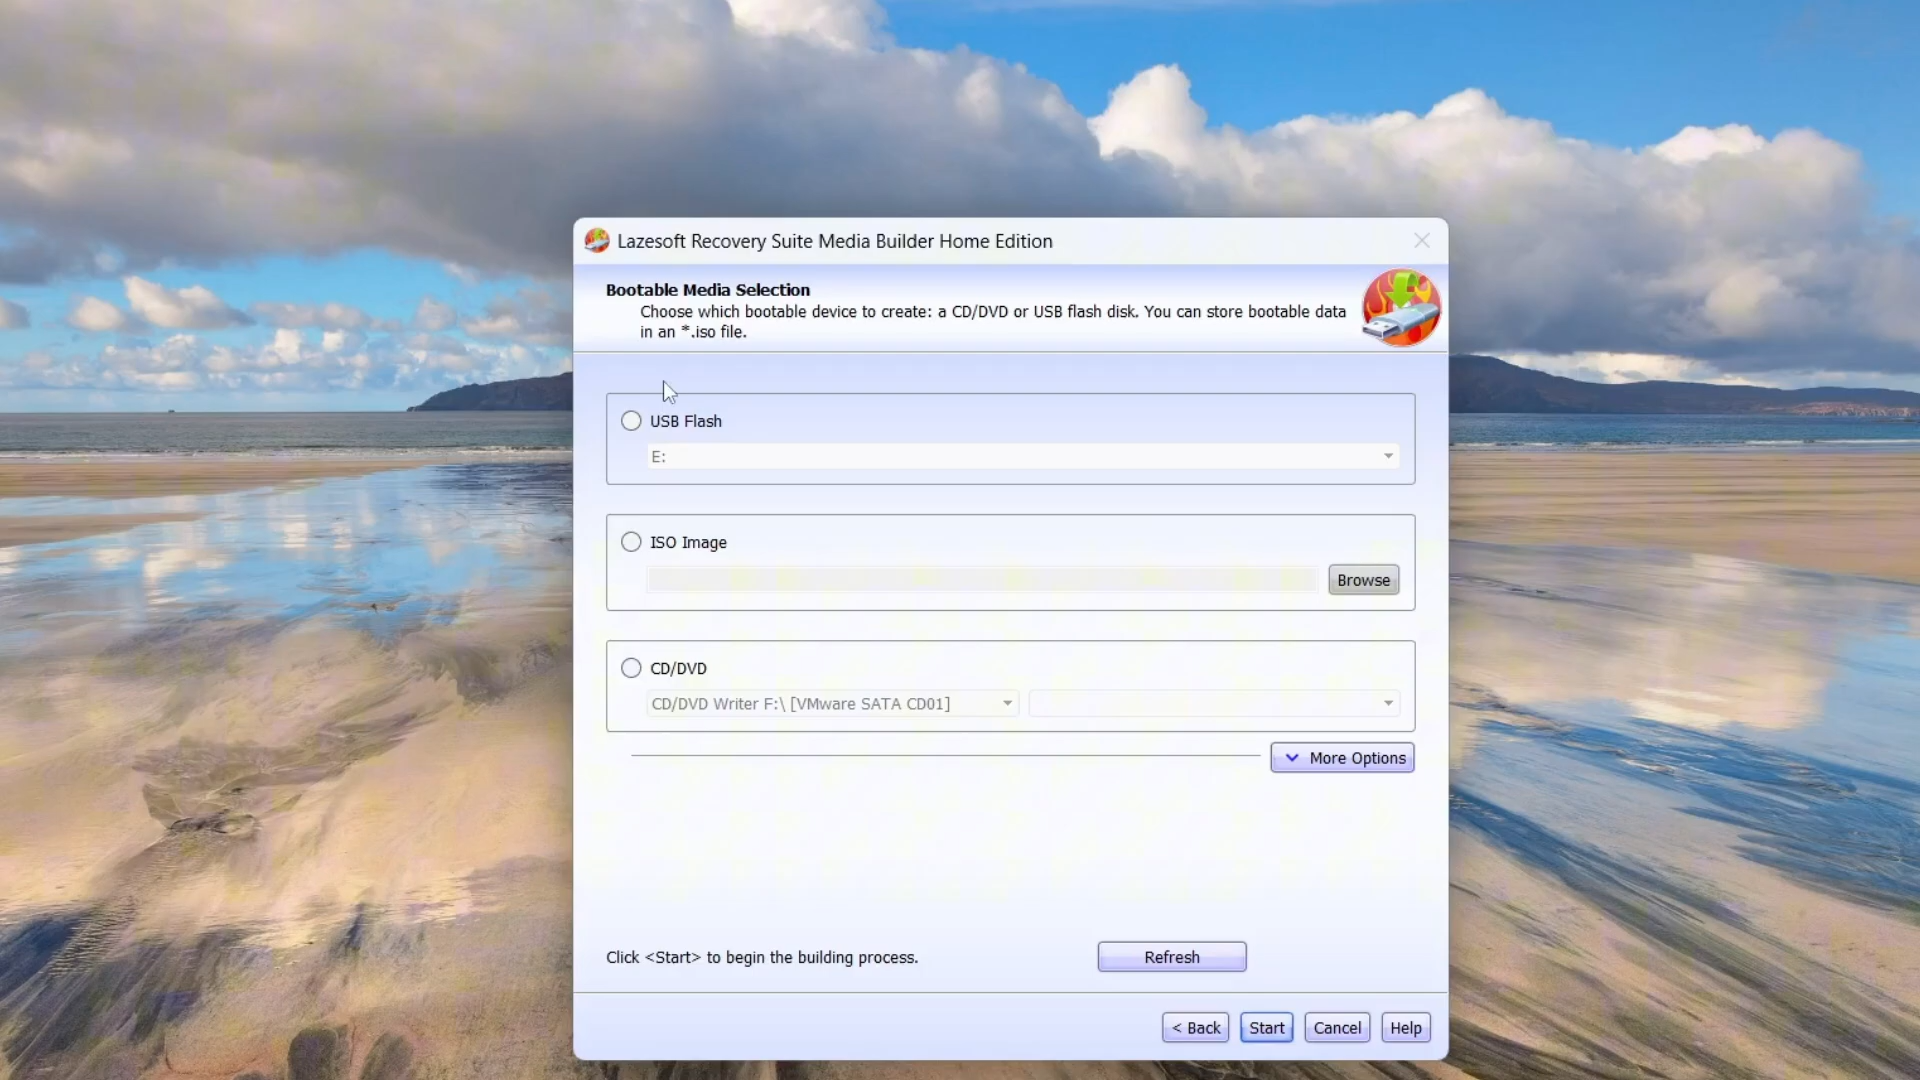 Lazesoft Recovery Suite Media Builder Home Edition
Bootable Media Selection
Choose which bootable device to create: a CD/DVD or USB flash disk. You can store bootable data
in an *.iso file.
USB Flash
E:
ISO Image
Browse
CD/DVD
CD/DVD Writer F:\ [VMware SATA CD01]
More Options
Click <Start> to begin the building process.
Refresh
< Back
Start
Cancel
Help